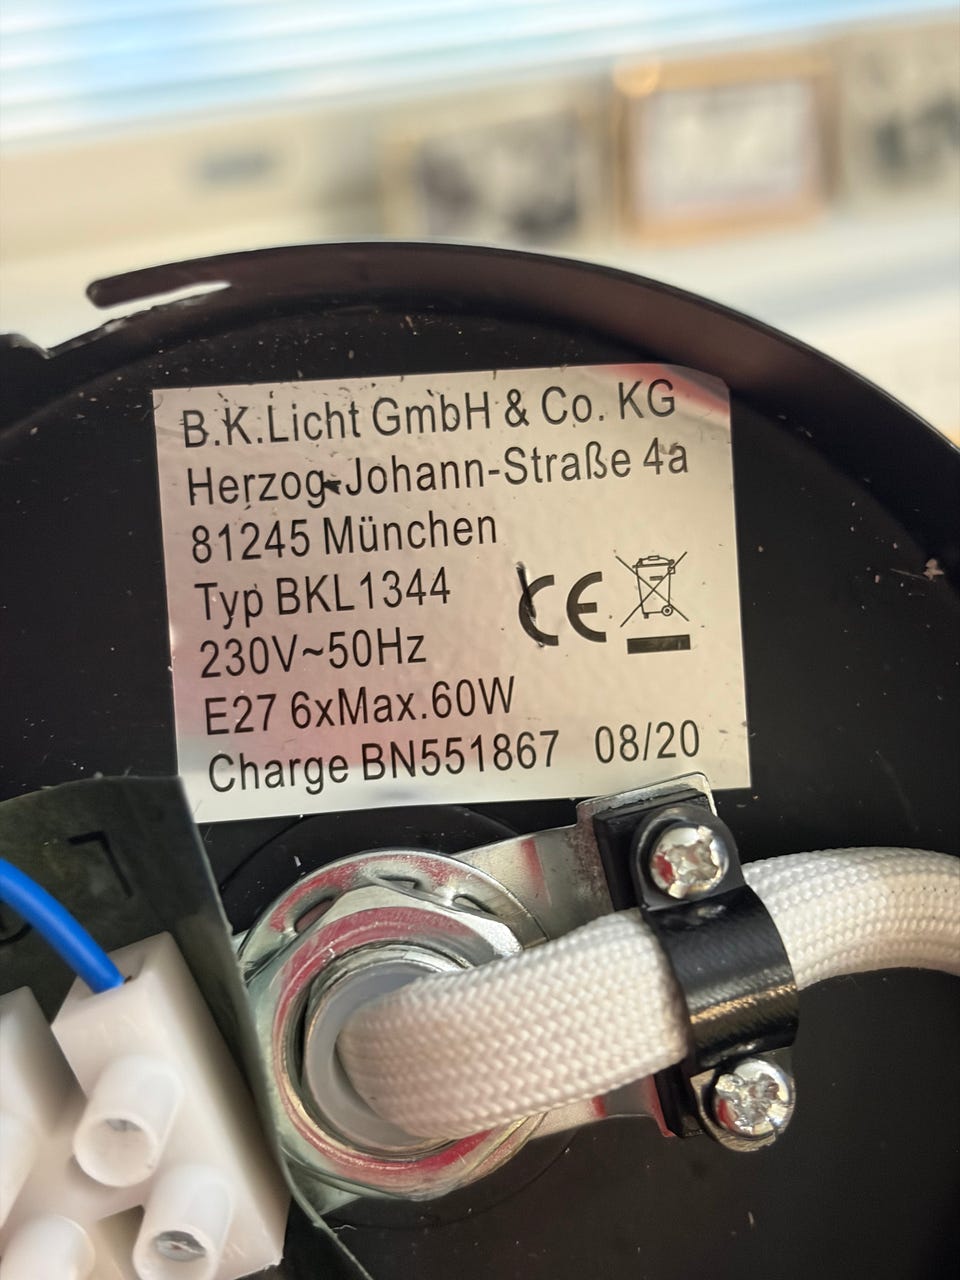 B.K.Licht GmbH & Co. KG
Herzog-Johann-Straße 4a
81245 München
Typ BKL1344
230V~50Hz
CE
E27 6xMax.60W
Charge BN551867 08/20
L